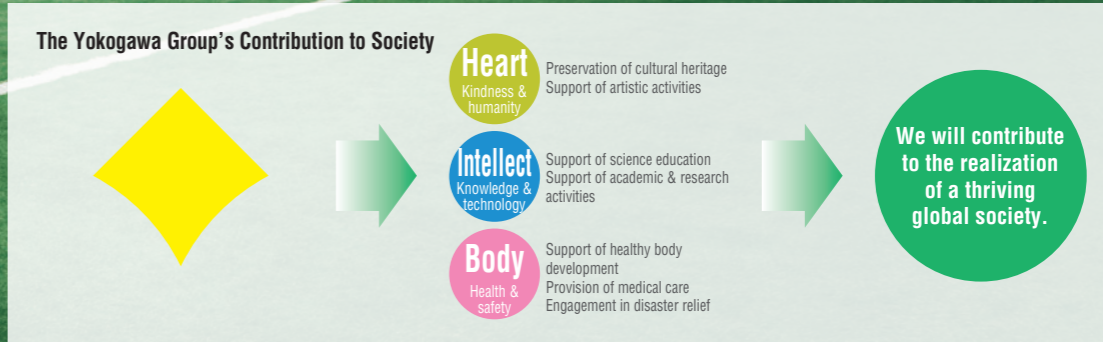 The Yokogawa Group's Contribution to Society
Heart
Kindness &
humanity
Preservation of cultural heritage
Support of artistic activities
Intellect
Knowledge &
technology
Support of science education
Support of academic & research
activities
Body
Health &
safety
Support of healthy body
development
Provision of medical care
Engagement in disaster relief
We will contribute
to the realization
of a thriving
global society.